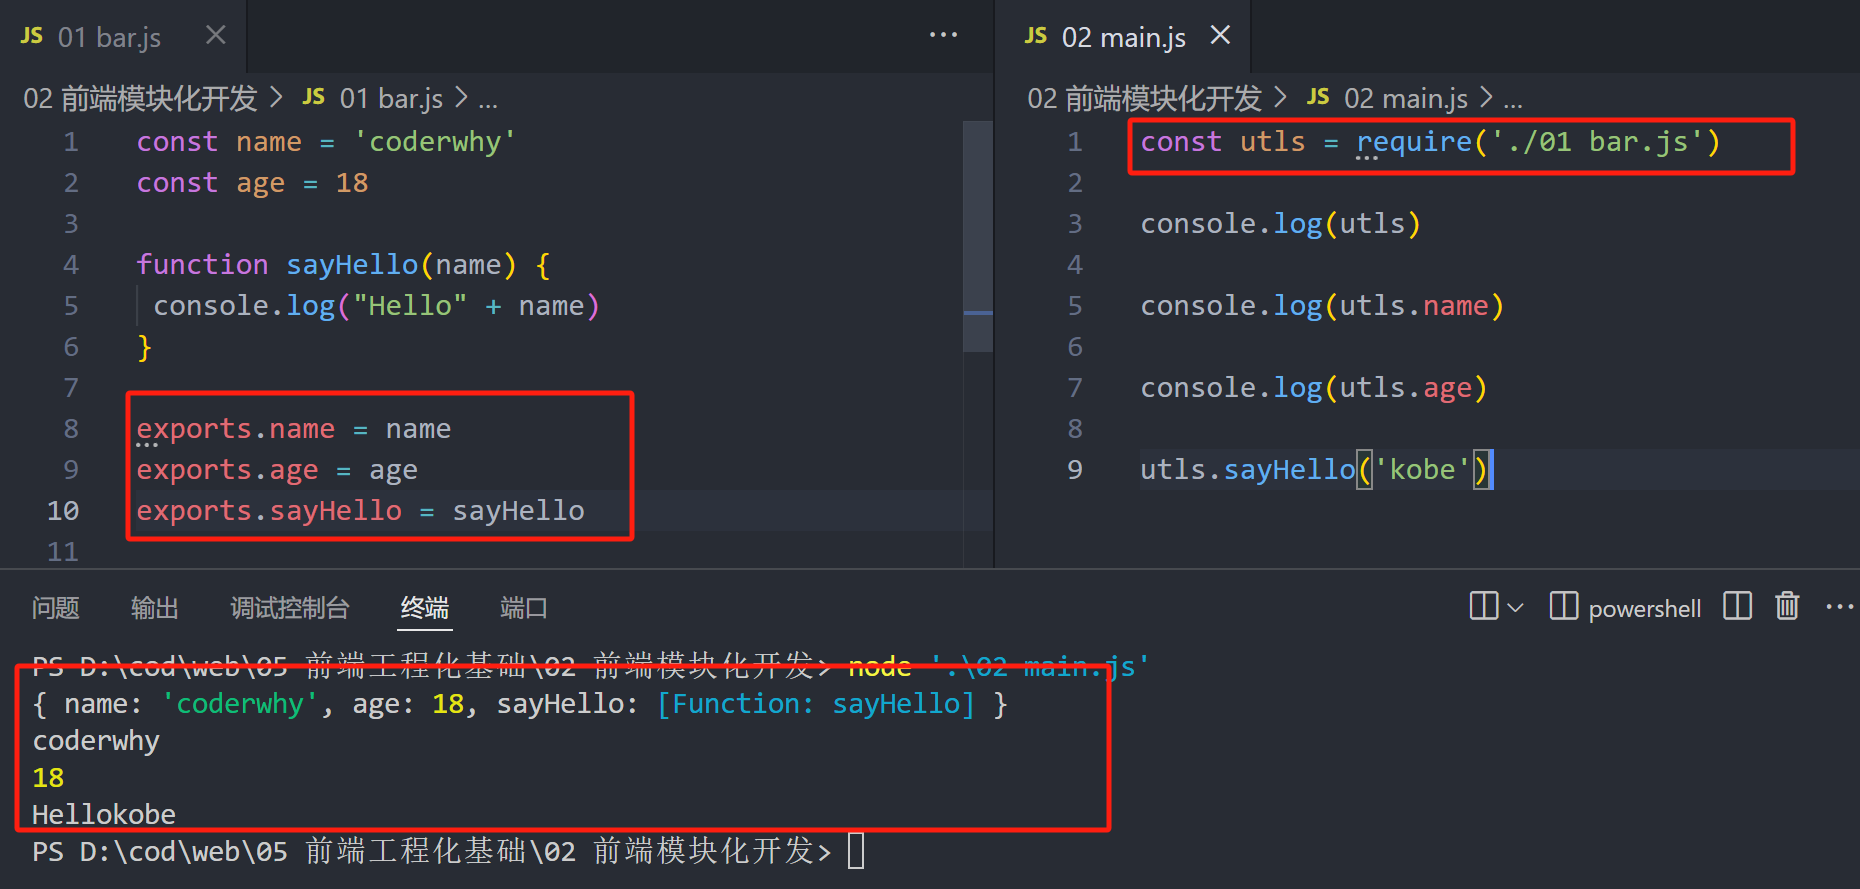 JS 01 bar.js
02 前端模块化开发 > JS 01 bar.js > ...
1 const name = 'coderwhy'
2 const age = 18
3
4 function sayHello(name) {
5 console.log("Hello" + name)
6 }
7
8 exports.name = name
9 exports.age = age
10 exports.sayHello = sayHello
11
JS 02 main.js
02 前端模块化开发 > JS 02 main.js > ...
1 const utls = require('./01 bar.js')
2
3 console.log(utls)
4
5 console.log(utls.name)
6
7 console.log(utls.age)
8
9 utls.sayHello('kobe')
问题 输出 调试控制台 终端 端口 powershell
PS D:\cod\web\05 前端工程化基础\02 前端模块化开发> node '.\02 main.js'
{ name: 'coderwhy', age: 18, sayHello: [Function: sayHello] }
coderwhy
18
Hellokobe
PS D:\cod\web\05 前端工程化基础\02 前端模块化开发>